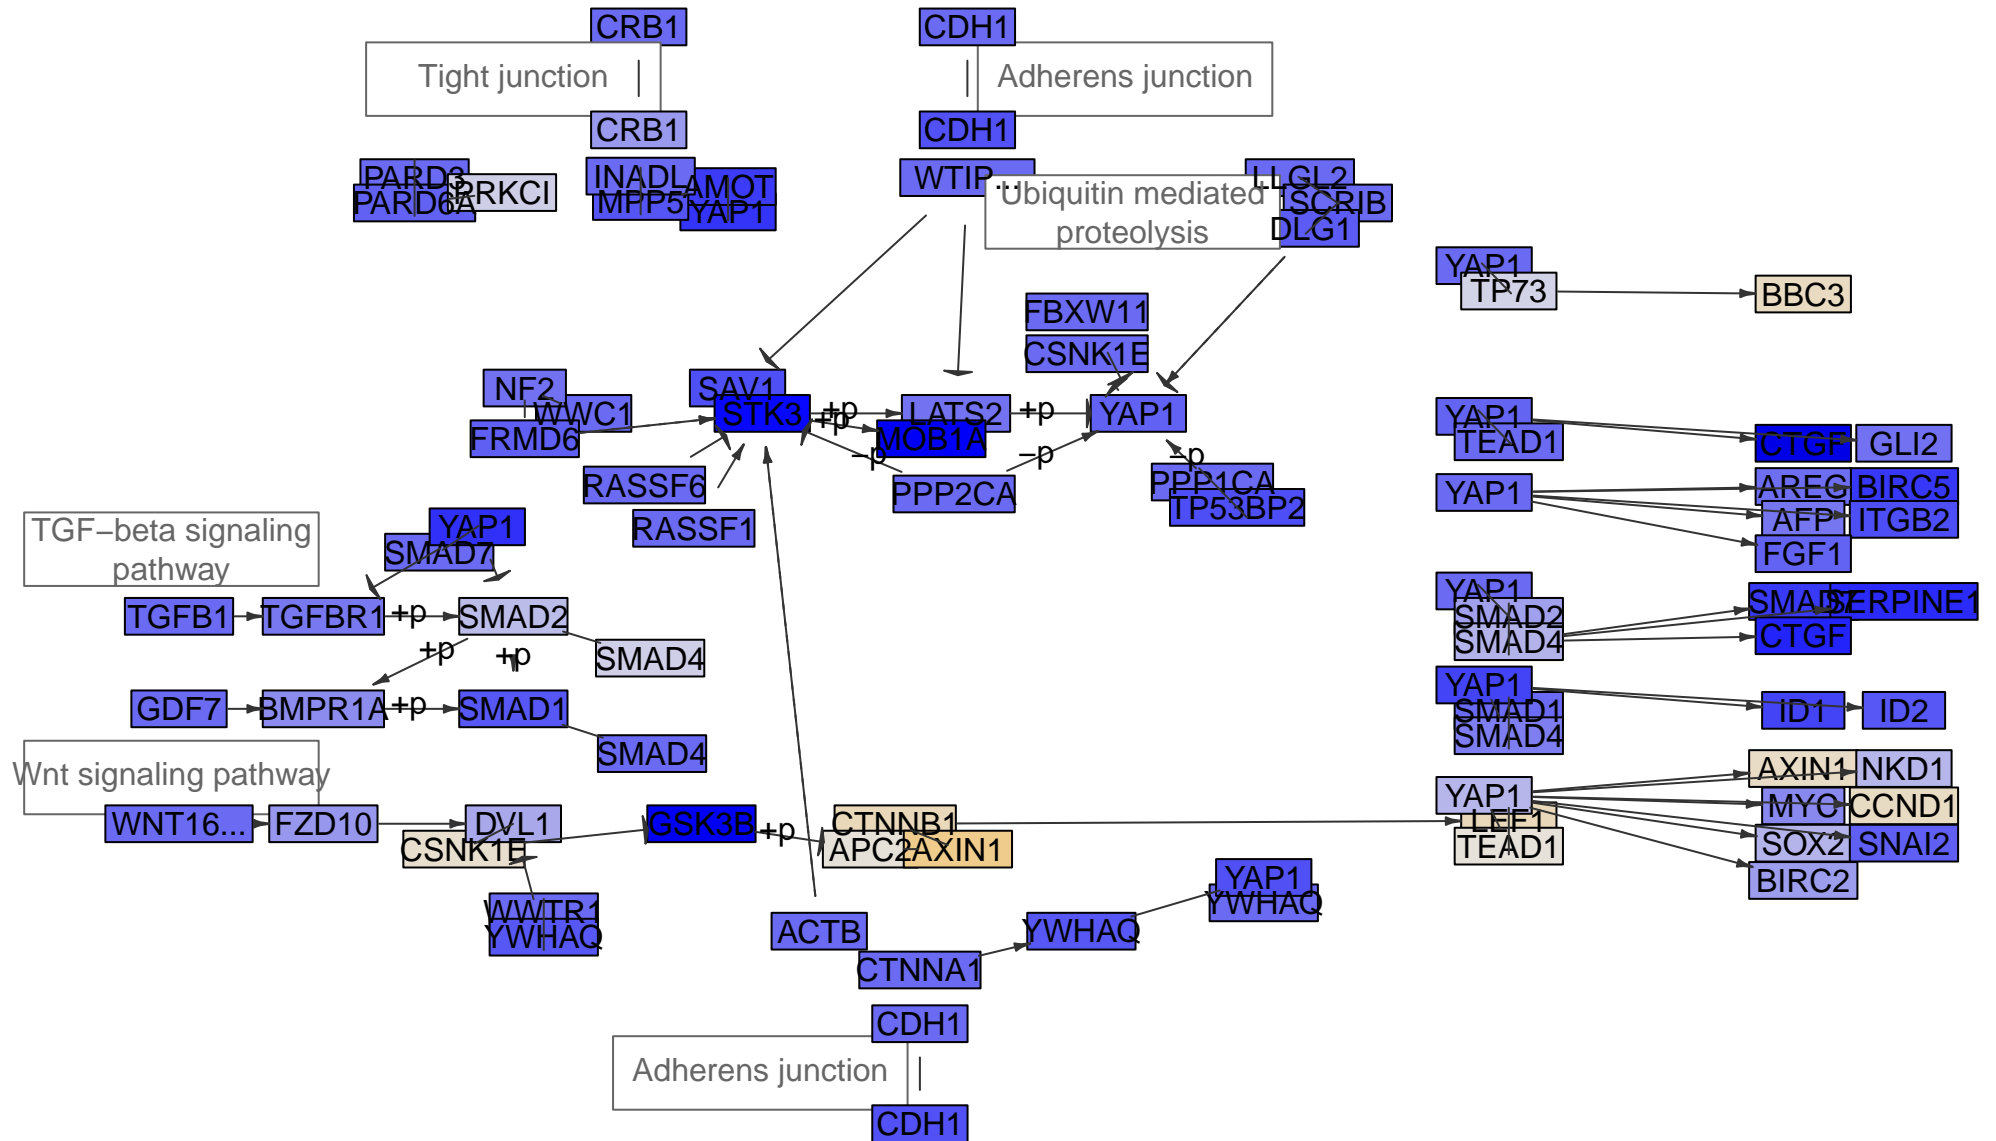 CRB1
CDH1
Tight junction
Adherens junction
CRB1
CDH1
PARD3
PRKCI
PARD6A
INADL
AMOT
MPP5
YAP1
WTIP...
LLGL2
Ubiquitin mediated
proteolysis
SCRIB
DLG1
YAP1
TP73
BBC3
FBXW11
CSNK1E
NF2
WWC1
FRMD6
SAV1
STK3
+p
+p
LATS2
MOB1A
+p
YAP1
−p
−p
−p
RASSF6
RASSF1
PPP2CA
PPP1CA
TP53BP2
YAP1
TEAD1
CTGF
GLI2
YAP1
AREG
BIRC5
AFP
ITGB2
FGF1
TGF−beta signaling
pathway
YAP1
SMAD7
TGFB1
TGFBR1
+p
SMAD2
+p
+p
SMAD4
YAP1
SMAD2
SMAD4
SMAD7
SERPINE1
CTGF
GDF7
BMPR1A
+p
SMAD1
SMAD4
YAP1
SMAD1
SMAD4
ID1
ID2
Wnt signaling pathway
WNT16...
FZD10
DVL1
CSNK1E
GSK3B
+p
CTNNB1
APC2
AXIN1
YAP1
LEF1
TEAD1
AXIN1
NKD1
MYC
CCND1
SOX2
SNAI2
BIRC2
WWTR1
YWHAQ
ACTB
CTNNA1
YWHAQ
YAP1
YWHAQ
CDH1
Adherens junction
CDH1